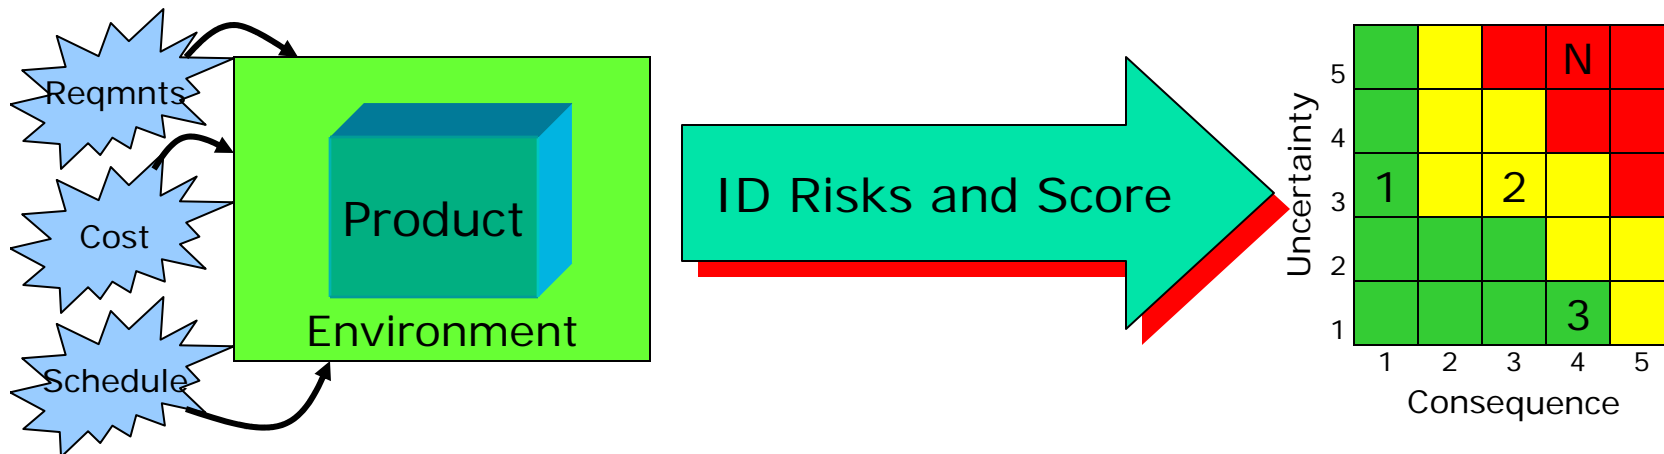 Reqmnts
Cost
Schedule
Product
Environment
ID Risks and Score
Uncertainty
5
4
3
2
1
N
1
2
3
1 2 3 4 5
Consequence